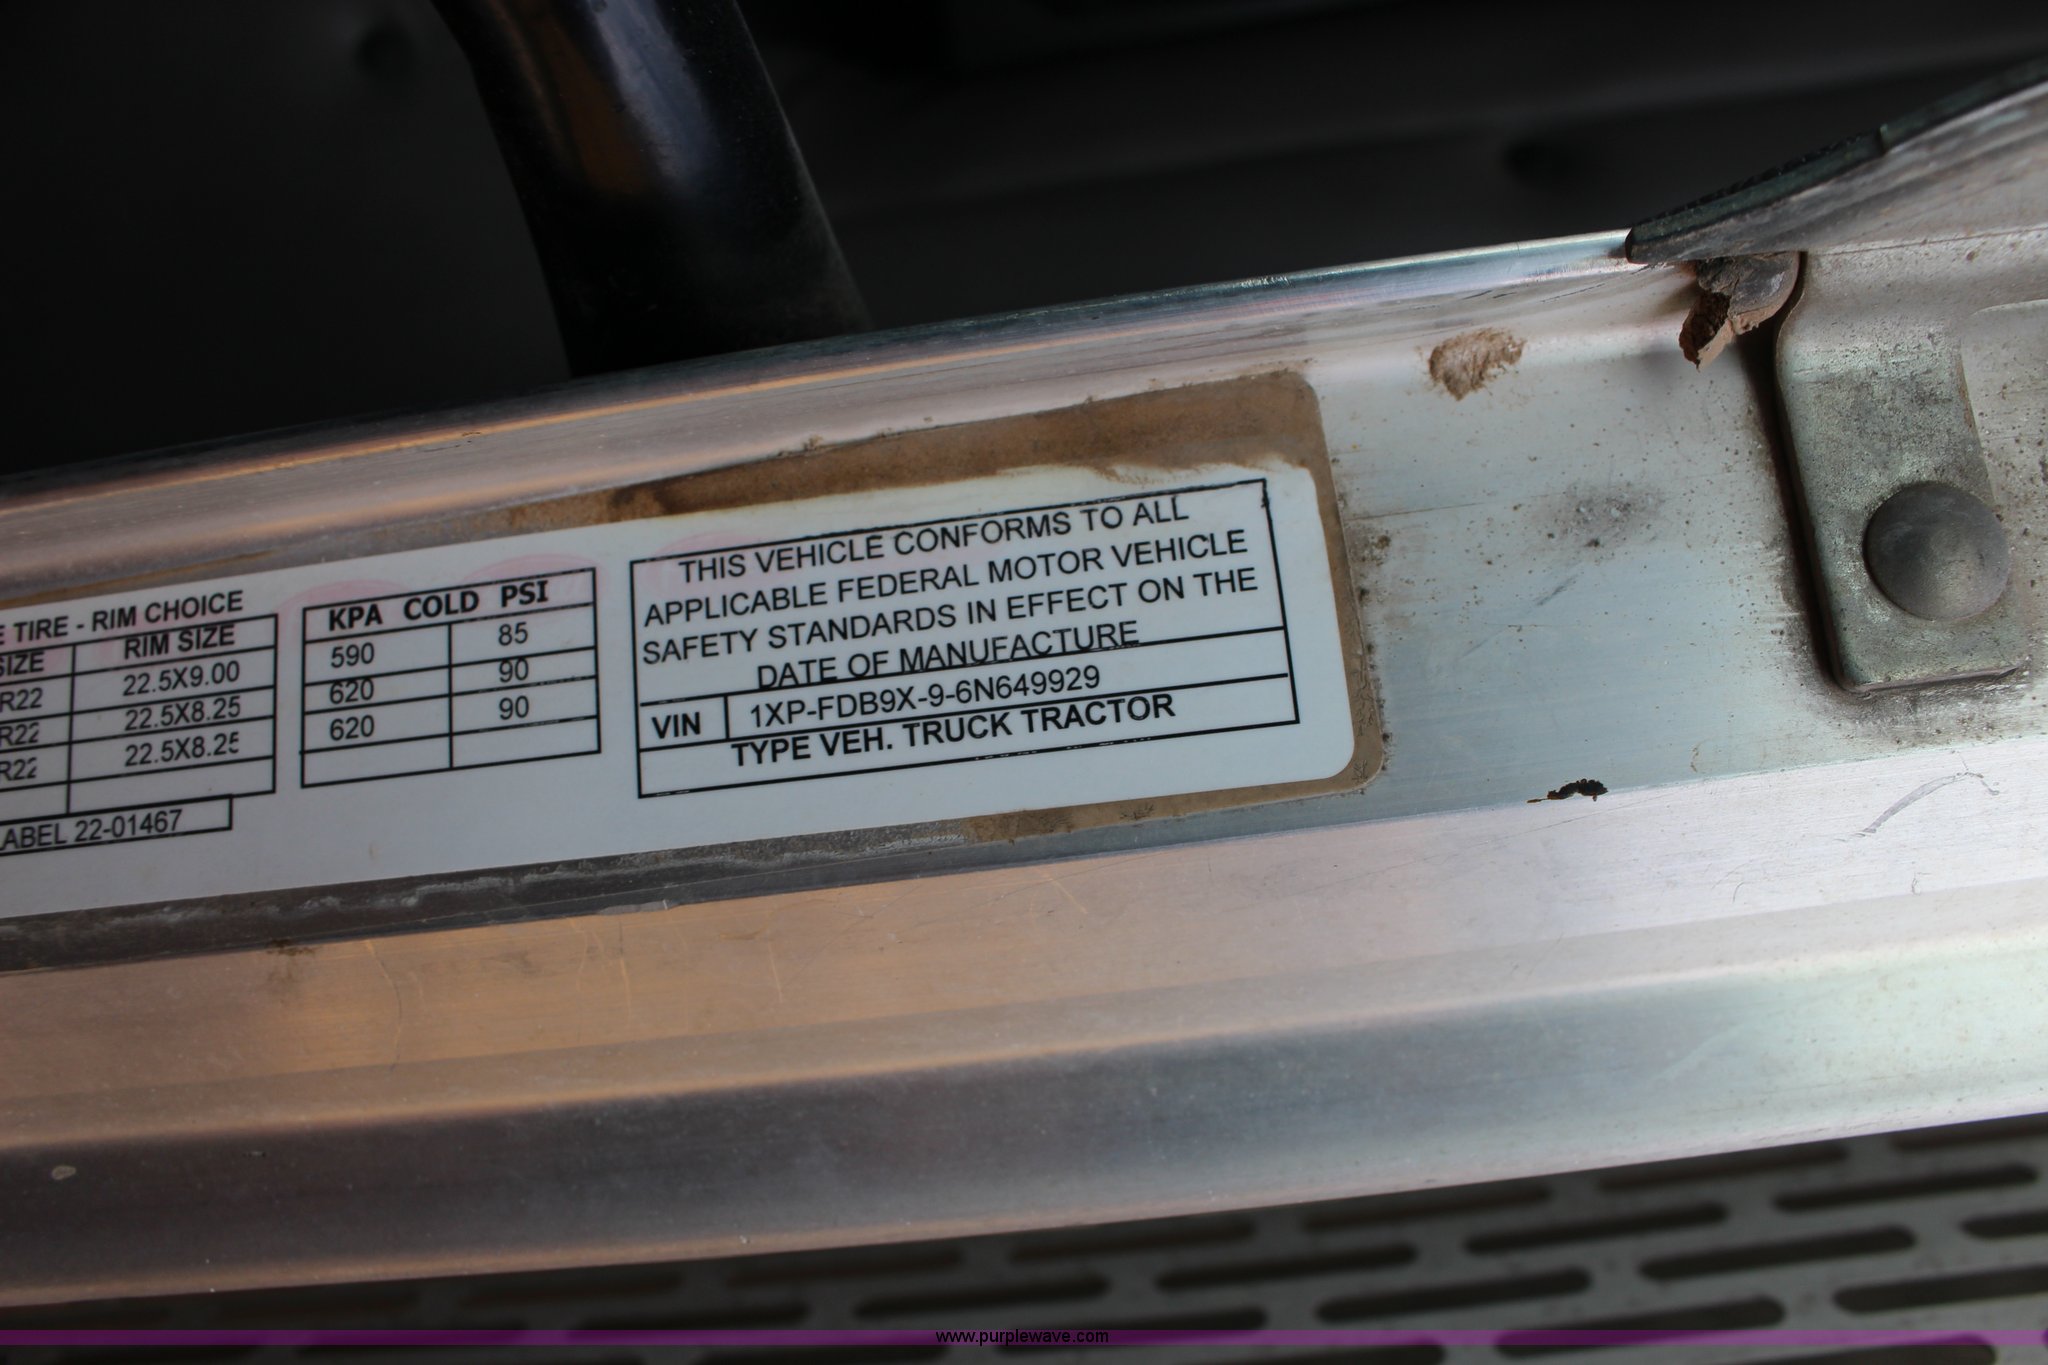 E TIRE - RIM CHOICE
SIZE RIM SIZE
R22 22.5X9.00
R22 22.5X8.25
R22 22.5X8.25
LABEL 22-01467
KPA COLD PSI
590 85
620 90
620 90
THIS VEHICLE CONFORMS TO ALL
APPLICABLE FEDERAL MOTOR VEHICLE
SAFETY STANDARDS IN EFFECT ON THE
DATE OF MANUFACTURE
VIN 1XP-FDB9X-9-6N649929
TYPE VEH. TRUCK TRACTOR
www.purplewave.com